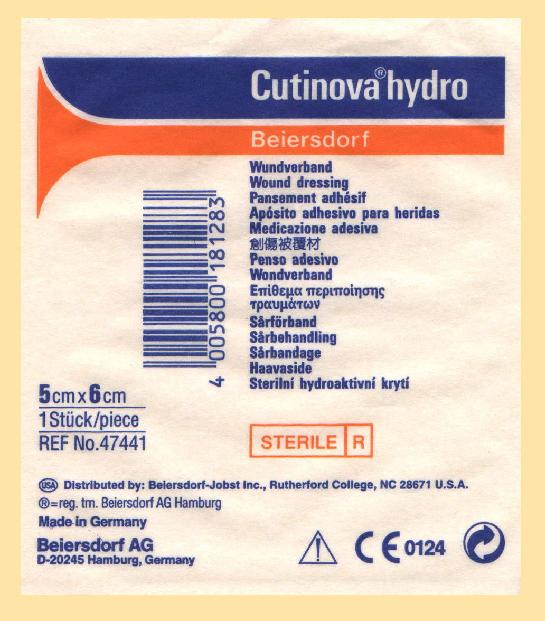 Cutinova®hydro
Beiersdorf
Wundverband
Wound dressing
Pansement adhésif
Apósito adhesivo para heridas
Medicazione adesiva
創傷被覆材
Penso adesivo
Wondverband
Επίθεμα περιποίησης
τραυμάτων
Sårförband
Sårbehandling
Sårbandage
Haavaside
Sterilní hydroaktivní krytí
4 005800 181283
5cm x 6cm
1 Stück/piece
REF No.47441
STERILE R
USA Distributed by: Beiersdorf-Jobst Inc., Rutherford College, NC 28671 U.S.A.
®=reg. tm. Beiersdorf AG Hamburg
Made in Germany
Beiersdorf AG
D-20245 Hamburg, Germany
CE 0124